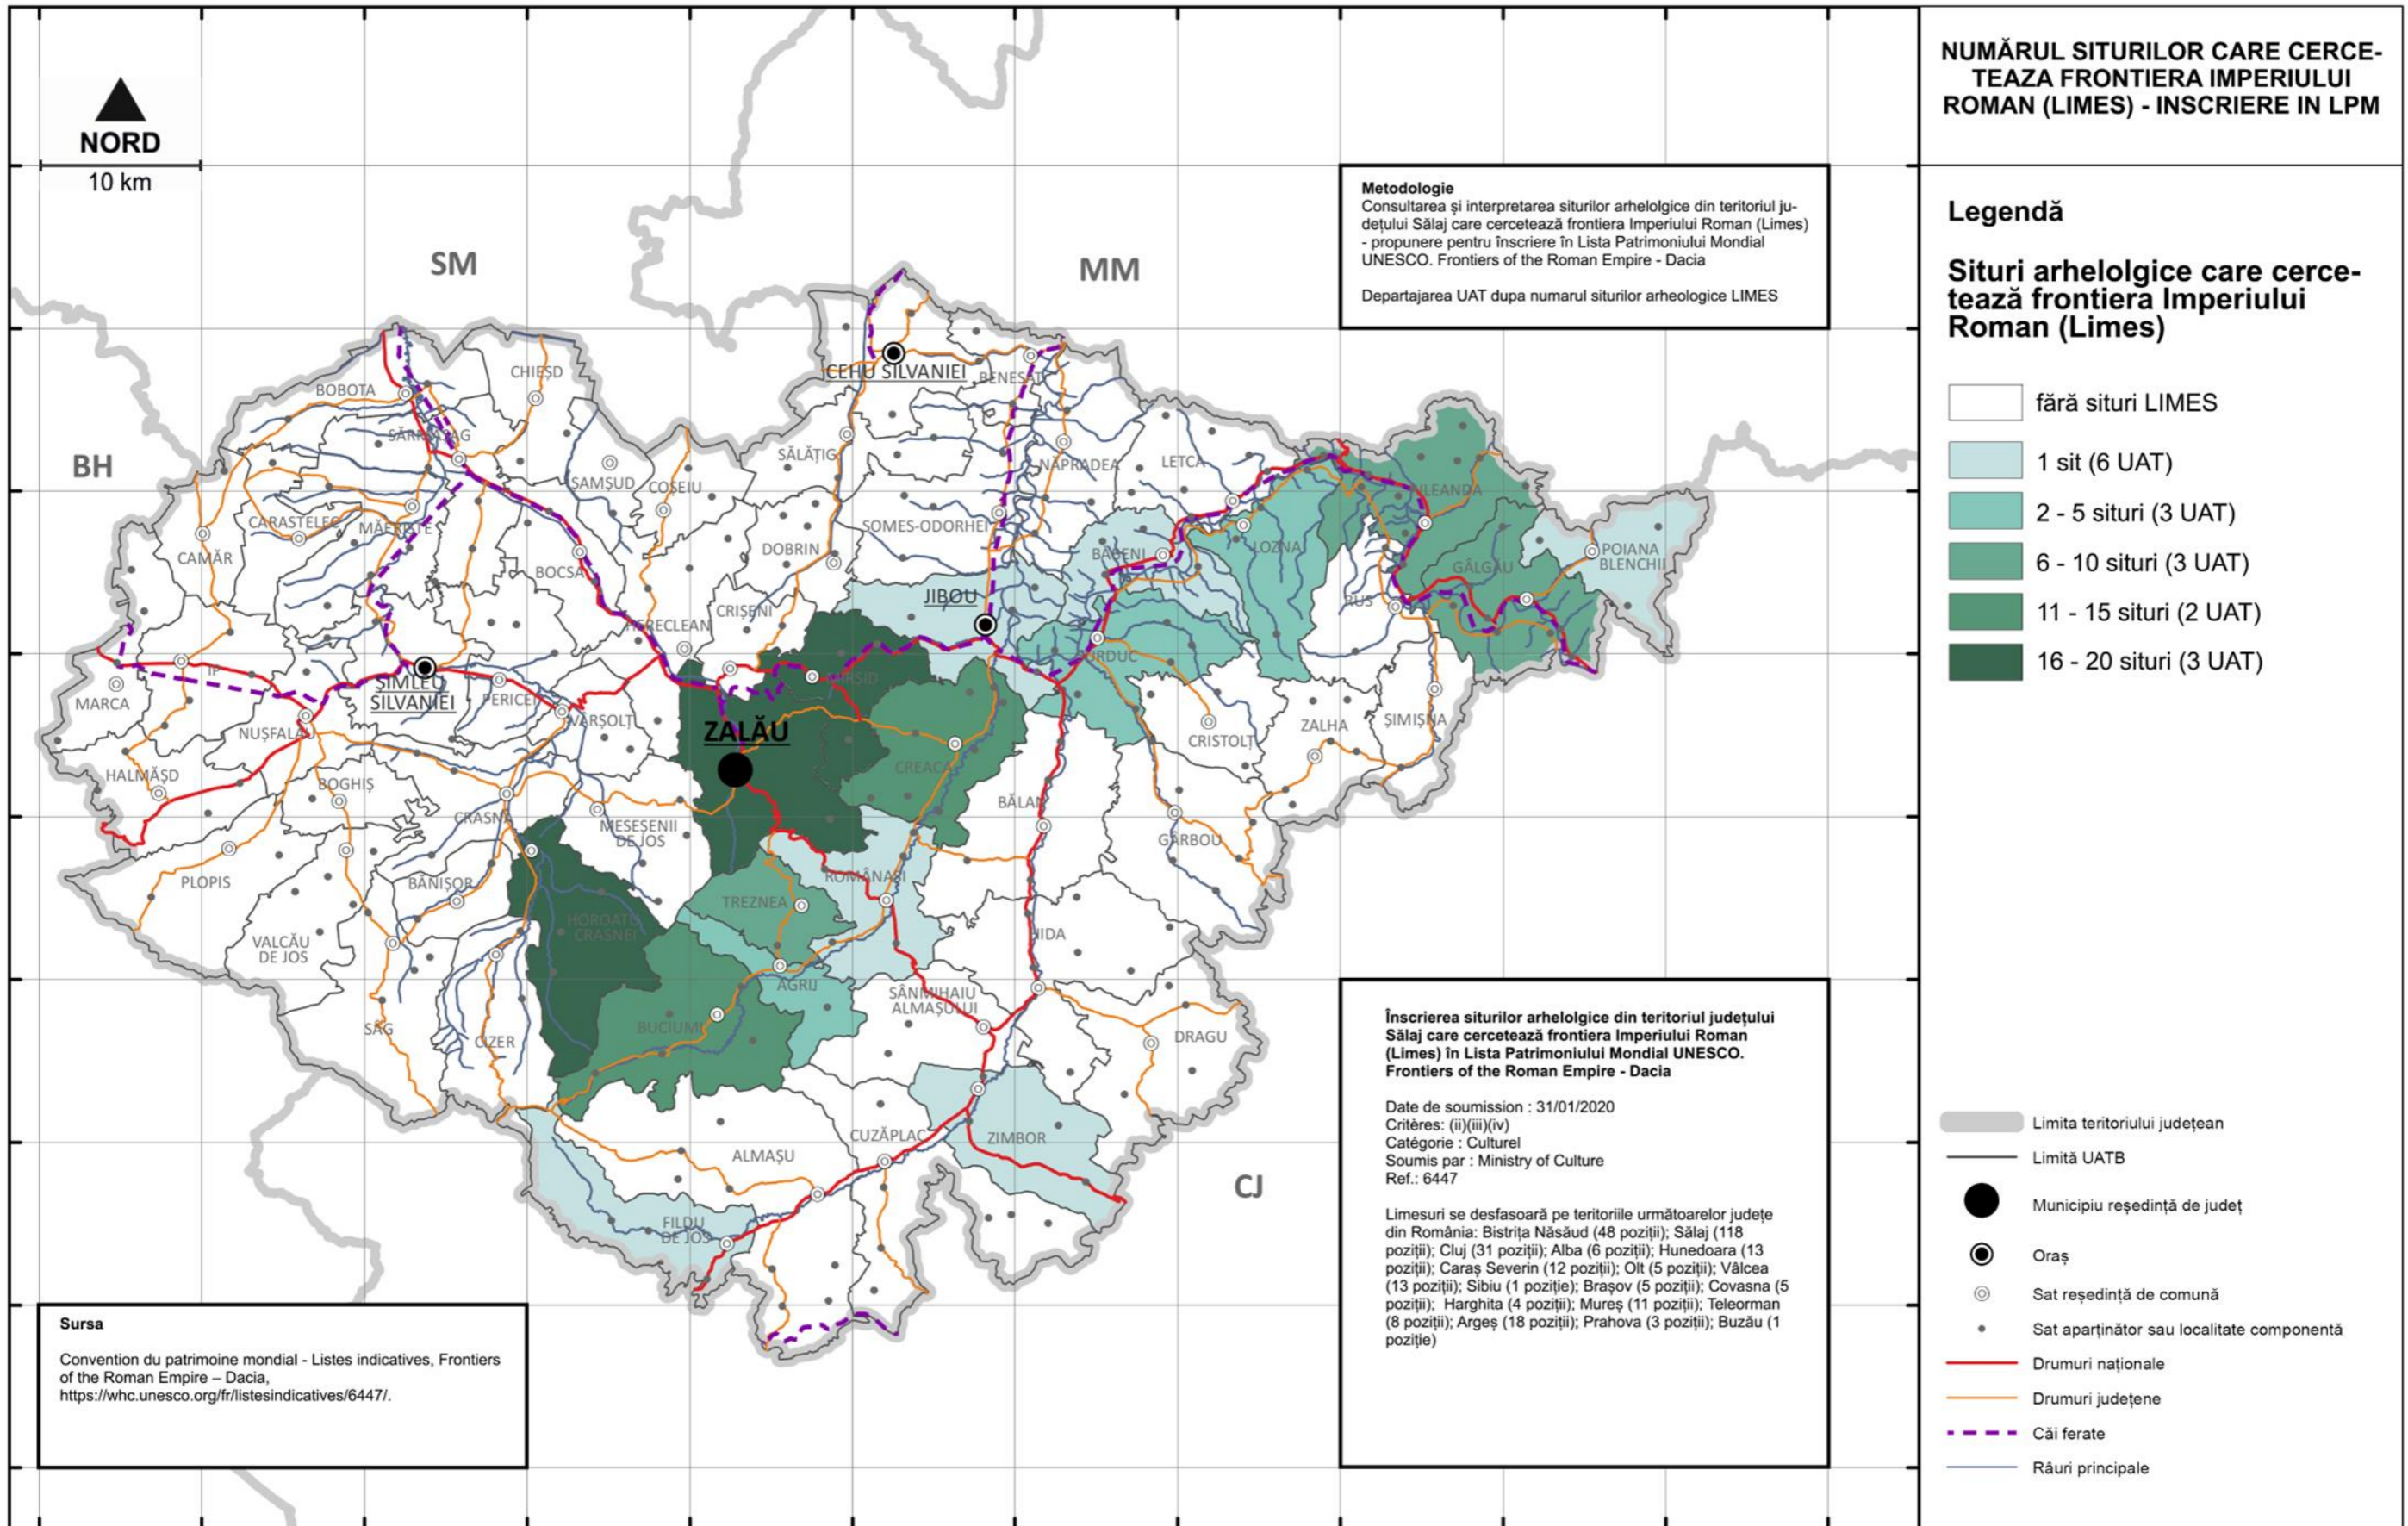 NUMĂRUL SITURILOR CARE CERCE-
TEAZA FRONTIERA IMPERIULUI
ROMAN (LIMES) - INSCRIERE IN LPM
NORD
10 km
Metodologie
Consultarea și interpretarea siturilor arhelolgice din teritoriul ju-
dețului Sălaj care cercetează frontiera Imperiului Roman (Limes)
- propunere pentru înscriere în Lista Patrimoniului Mondial
UNESCO. Frontiers of the Roman Empire - Dacia
Departajarea UAT dupa numarul siturilor arheologice LIMES
Legendă
Situri arhelolgice care cerce-
tează frontiera Imperiului
Roman (Limes)
fără situri LIMES
1 sit (6 UAT)
2 - 5 situri (3 UAT)
6 - 10 situri (3 UAT)
11 - 15 situri (2 UAT)
16 - 20 situri (3 UAT)
Limita teritoriului județean
Limită UATB
Municipiu reședință de județ
Oraș
Sat reședință de comună
Sat aparținător sau localitate componentă
Drumuri naționale
Drumuri județene
Căi ferate
Râuri principale
SM
MM
BH
CJ
BOBOTA
CHIEȘD
CEHU SILVANIEI
BENESAT
SĂRMĂȘAG
SĂLĂȚIG
NĂPRADEA
LETCA
SAMȘUD
COȘEIU
ILEANDA
CARASTELEC
MĂERIȘTE
SOMEȘ-ODORHEI
CAMĂR
DOBRIN
BĂBENI
LOZNA
POIANA
BLENCHII
BOCȘA
GÂLGĂU
JIBOU
RUS
CRIȘENI
HERECLEAN
SURDUC
IP
MIRȘID
ȘIMLEU
SILVANIEI
PERICEI
MARCA
VÂRȘOLȚ
NUȘFALĂU
ZALĂU
ȘIMIȘNA
ZALHA
CRISTOLȚ
CREACA
HALMĂȘD
BOGHIȘ
BĂLAN
CRASNA
MESEȘENII
DE JOS
GÂRBOU
PLOPIȘ
BĂNIȘOR
ROMÂNAȘI
TREZNEA
HOROATU
CRASNEI
HIDA
VALCĂU
DE JOS
AGRIJ
SÂNMIHAIU
ALMAȘULUI
BUCIUMI
SÂG
CIZER
DRAGU
CUZĂPLAC
ZIMBOR
ALMAȘU
FILDU
DE JOS
Înscrierea siturilor arhelolgice din teritoriul județului
Sălaj care cercetează frontiera Imperiului Roman
(Limes) în Lista Patrimoniului Mondial UNESCO.
Frontiers of the Roman Empire - Dacia
Date de soumission : 31/01/2020
Critères: (ii)(iii)(iv)
Catégorie : Culturel
Soumis par : Ministry of Culture
Ref.: 6447
Limesuri se desfasoară pe teritoriile următoarelor județe
din România: Bistrița Năsăud (48 poziții); Sălaj (118
poziții); Cluj (31 poziții); Alba (6 poziții); Hunedoara (13
poziții); Caraș Severin (12 poziții); Olt (5 poziții); Vâlcea
(13 poziții); Sibiu (1 poziție); Brașov (5 poziții); Covasna (5
poziții); Harghita (4 poziții); Mureș (11 poziții); Teleorman
(8 poziții); Argeș (18 poziții); Prahova (3 poziții); Buzău (1
poziție)
Sursa
Convention du patrimoine mondial - Listes indicatives, Frontiers
of the Roman Empire – Dacia,
https://whc.unesco.org/fr/listesindicatives/6447/.